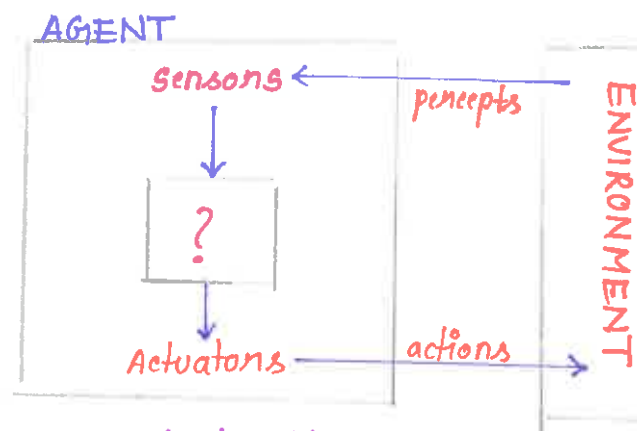 AGENT
Sensors
percepts
ENVIRONMENT
?
Actuators
actions